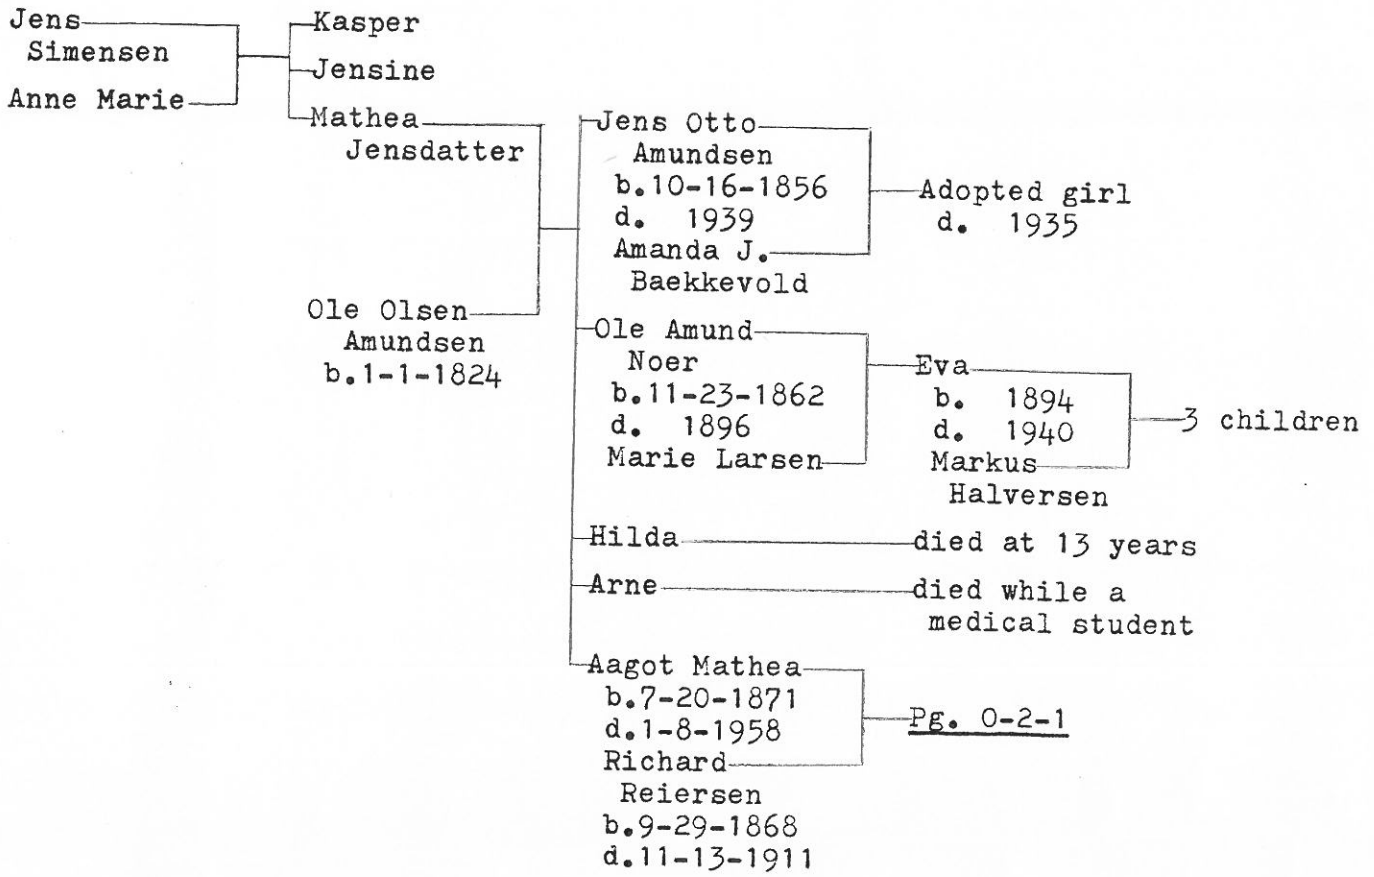 Jens
Simensen
Anne Marie
Kasper
Jensine
Mathea
Jensdatter
Ole Olsen
Amundsen
b.1-1-1824
Jens Otto
Amundsen
b.10-16-1856
d. 1939
Amanda J.
Baekkevold
Adopted girl
d. 1935
Ole Amund
Noer
b.11-23-1862
d. 1896
Marie Larsen
Eva
b. 1894
d. 1940
Markus
Halversen
3 children
Hilda
died at 13 years
Arne
died while a
medical student
Aagot Mathea
b.7-20-1871
d.1-8-1958
Richard
Reiersen
b.9-29-1868
d.11-13-1911
Pg. O-2-1